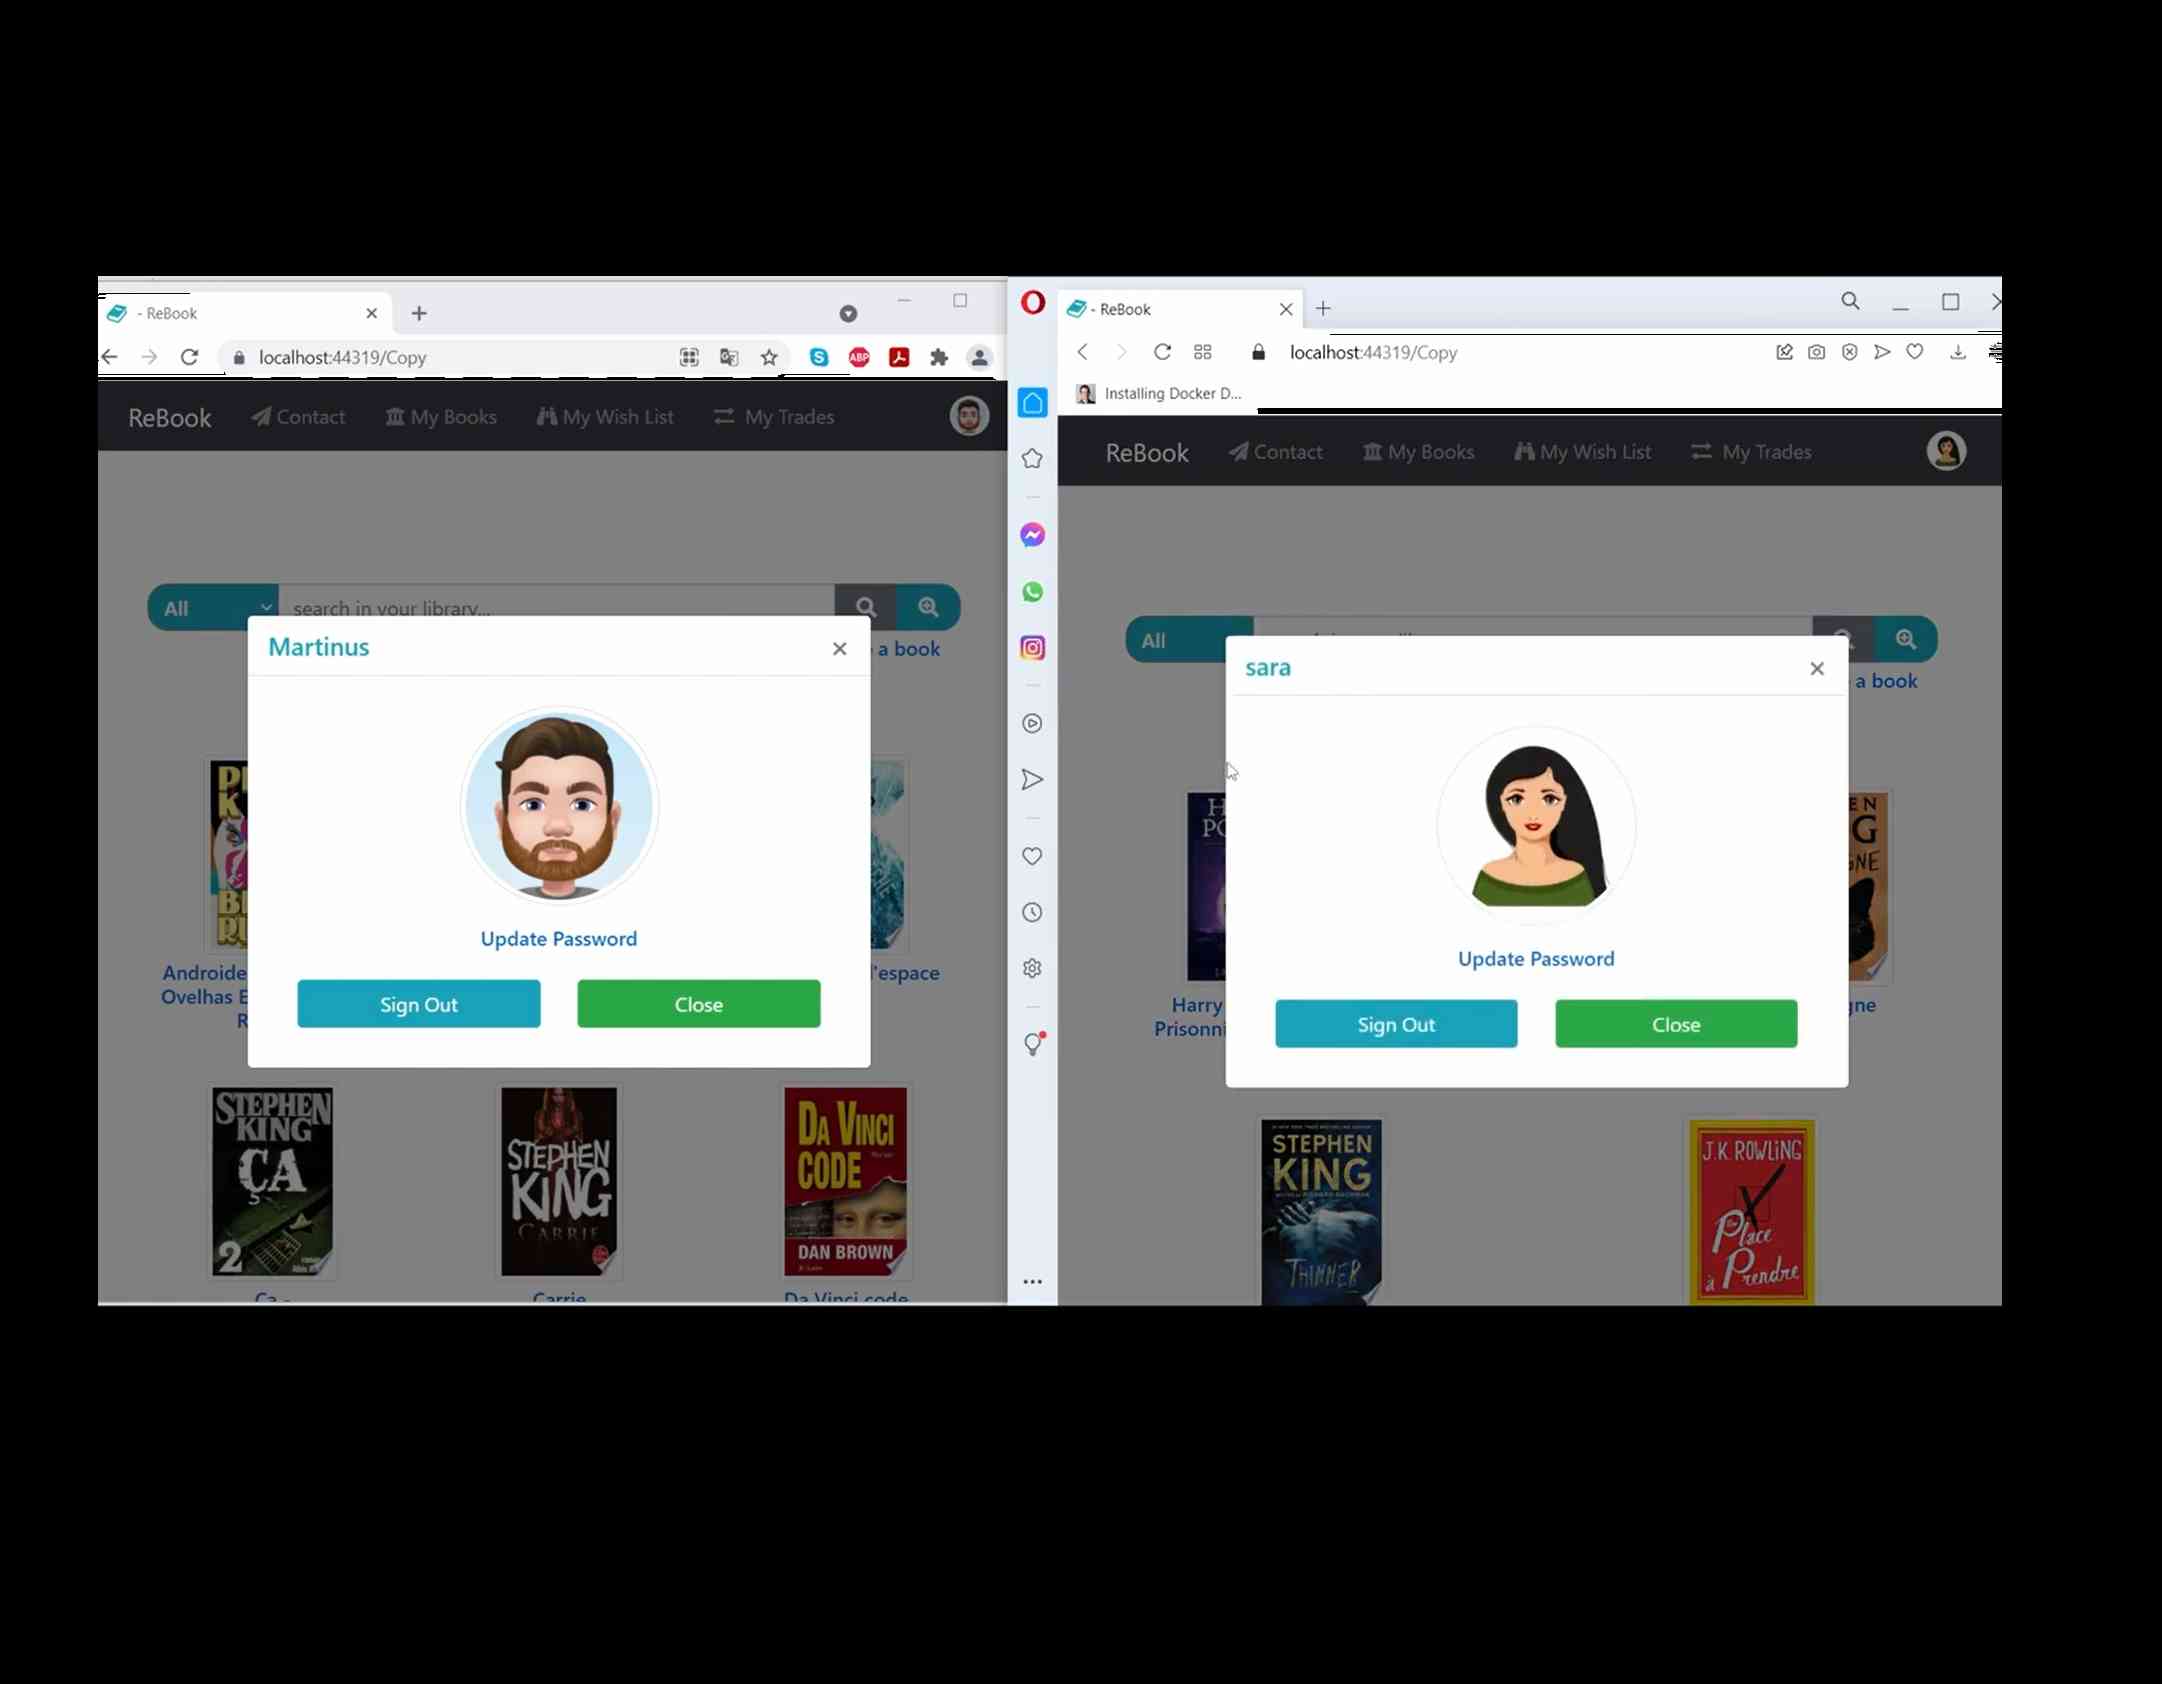 - ReBook
localhost:44319/Copy
ABP
ReBook
Contact
My Books
My Wish List
My Trades
All
search in your library...
a book
Martinus
Update Password
Sign Out
Close
Androide
Ovelhas E
R
l'espace
STEPHEN
KING
ÇA
2
STEPHEN
KING
CARRIE
DA VINCI
CODE
DAN BROWN
Ça -
Carrie
Da Vinci code
- ReBook
localhost:44319/Copy
Installing Docker D...
ReBook
Contact
My Books
My Wish List
My Trades
All
a book
sara
Update Password
Sign Out
Close
Harry
Prisonni
gne
STEPHEN
KING
THINNER
J.K. ROWLING
Place
à Prendre